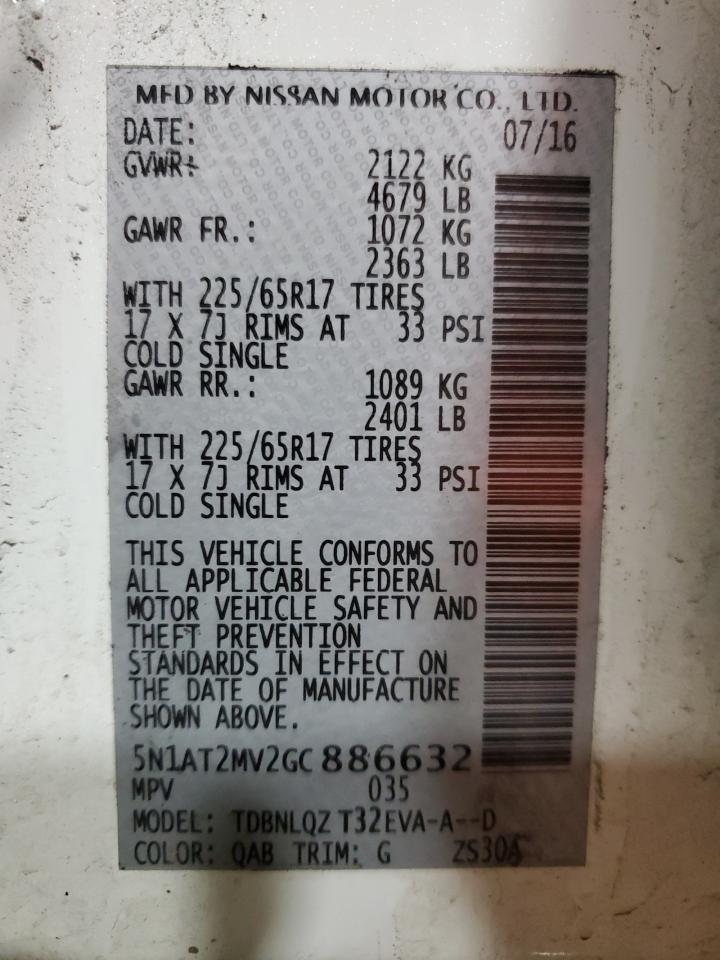 MFD BY NISSAN MOTOR CO., LTD.
DATE: 07/16
GVWR: 2122 KG
4679 LB
GAWR FR.: 1072 KG
2363 LB
WITH 225/65R17 TIRES
17 X 7J RIMS AT 33 PSI
COLD SINGLE
GAWR RR.: 1089 KG
2401 LB
WITH 225/65R17 TIRES
17 X 7J RIMS AT 33 PSI
COLD SINGLE
THIS VEHICLE CONFORMS TO
ALL APPLICABLE FEDERAL
MOTOR VEHICLE SAFETY AND
THEFT PREVENTION
STANDARDS IN EFFECT ON
THE DATE OF MANUFACTURE
SHOWN ABOVE.
5N1AT2MV2GC886632
MPV 035
MODEL: TDBNLQZ T32EVA-A--D
COLOR: QAB TRIM: G